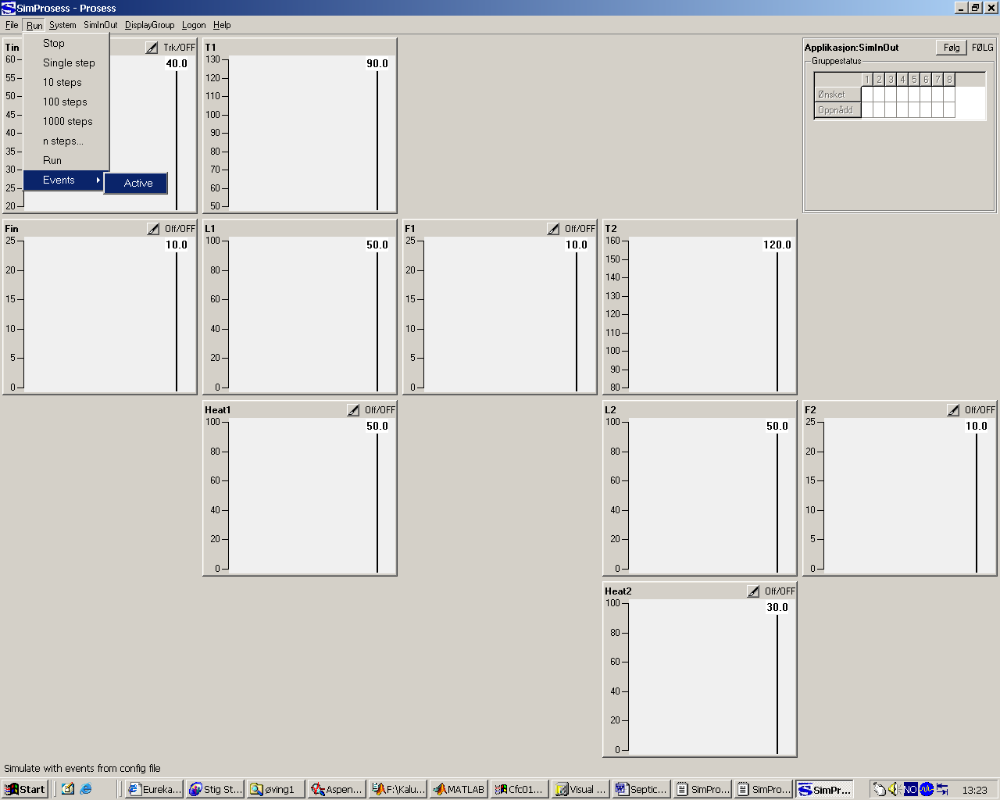 SimProsess - Prosess
File Run System SimInOut DisplayGroup Logon Help
Stop
Single step
10 steps
100 steps
1000 steps
n steps...
Run
Events
Active
Tin Trk/OFF
40.0
60
55
50
45
40
35
30
25
20
T1
90.0
130
120
110
100
90
80
70
60
50
Applikasjon:SimInOut Følg FØLG
Gruppestatus
1 2 3 4 5 6 7 8
Ønsket
Oppnådd
Fin Off/OFF
10.0
25
20
15
10
5
0
L1
50.0
100
80
60
40
20
0
F1 Off/OFF
10.0
25
20
15
10
5
0
T2
120.0
160
150
140
130
120
110
100
90
80
Heat1 Off/OFF
50.0
100
80
60
40
20
0
L2
50.0
100
80
60
40
20
0
F2 Off/OFF
10.0
25
20
15
10
5
0
Heat2 Off/OFF
30.0
100
80
60
40
20
0
Simulate with events from config file
Start Eureka... Stig St... øving1 Aspen... F:\Kalu... MATLAB Cfc01... Visual ... Septic... SimPro... SimPro... SimPr... NO 13:23